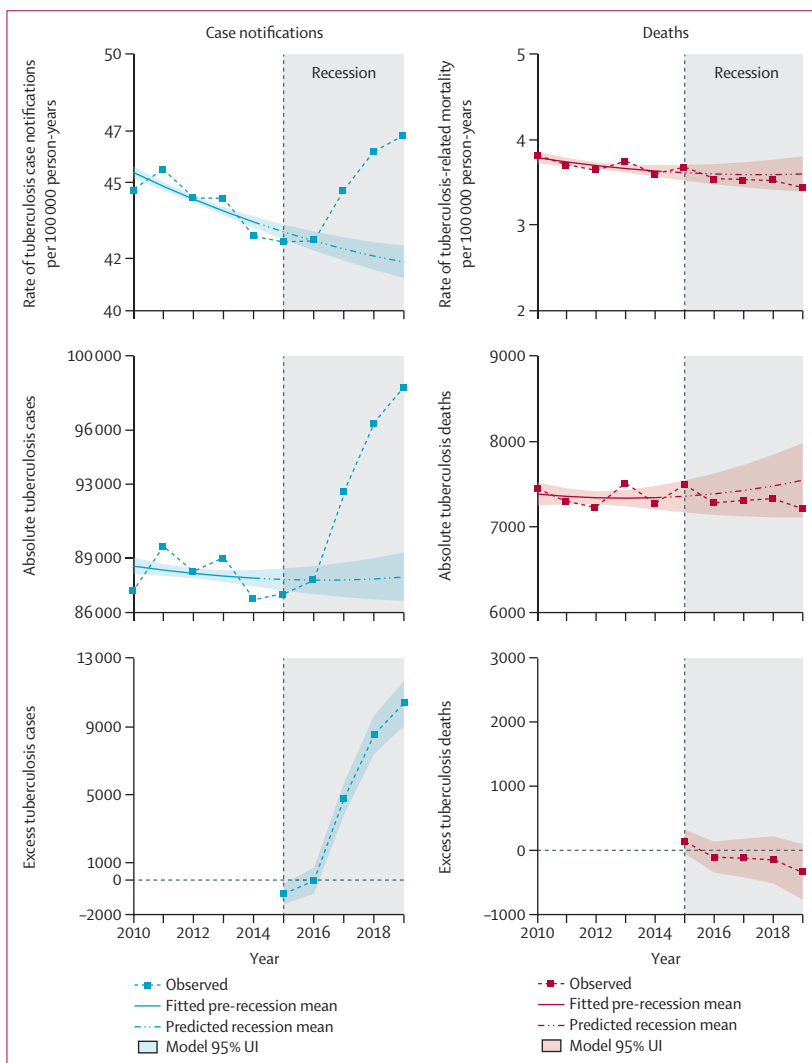 Case notifications
Deaths
Rate of tuberculosis case notifications
per 100 000 person-years
50
47
45
42
40
Recession
Rate of tuberculosis-related mortality
per 100 000 person-years
5
4
3
2
Recession
Absolute tuberculosis cases
100 000
96 000
93 000
89 000
86 000
Absolute tuberculosis deaths
9000
8000
7000
6000
Excess tuberculosis cases
13 000
9000
5000
1000
0
–2000
2010 2012 2014 2016 2018
Year
Excess tuberculosis deaths
3000
2000
1000
0
–1000
2010 2012 2014 2016 2018
Year
Observed
Fitted pre-recession mean
Predicted recession mean
Model 95% UI
Observed
Fitted pre-recession mean
Predicted recession mean
Model 95% UI